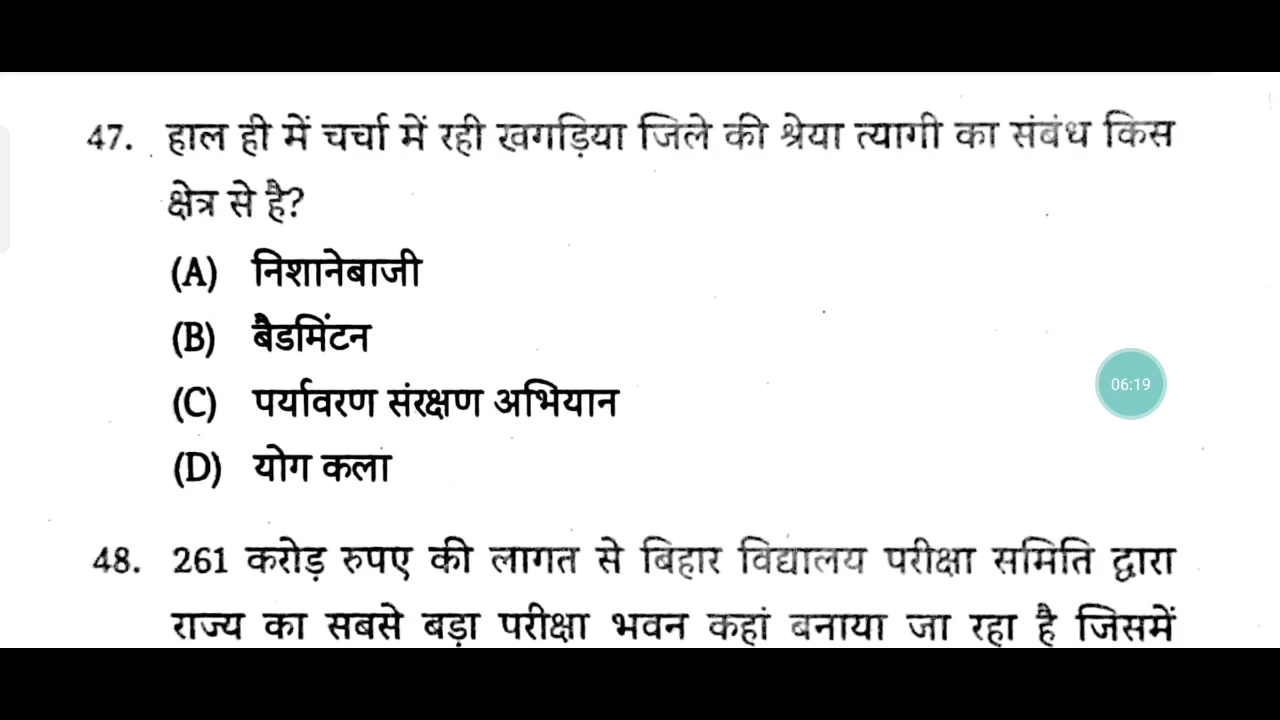 47. हाल ही में चर्चा में रही खगड़िया जिले की श्रेया त्यागी का संबंध किस
क्षेत्र से है?
(A) निशानेबाजी
(B) बैडमिंटन
(C) पर्यावरण संरक्षण अभियान
06:19
(D) योग कला
48. 261 करोड़ रुपए की लागत से बिहार विद्यालय परीक्षा समिति द्वारा
राज्य का सबसे बड़ा परीक्षा भवन कहां बनाया जा रहा है जिसमें